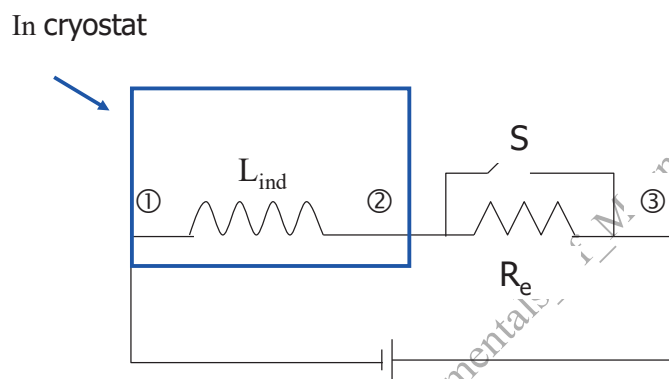 In cryostat
S
L_ind
① ② ③
R_e